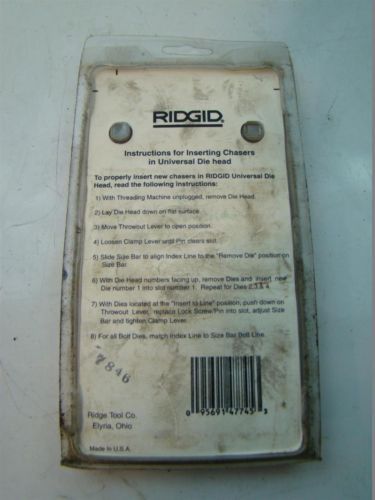 RIDGID®
Instructions for Inserting Chasers
in Universal Die head
To properly insert new chasers in RIDGID Universal Die
Head, read the following instructions:
1) With Threading Machine unplugged, remove Die Head.
2) Lay Die Head down on flat surface.
3) Move Throwout Lever to open position.
4) Loosen Clamp Lever until Pin clears slot.
5) Slide Size Bar to align Index Line to the "Remove Die" position on
Size Bar.
6) With Die Head numbers facing up, remove Dies and insert new
Die number 1 into slot number 1. Repeat for Dies 2,3 & 4.
7) With Dies located at the "Insert to Line" position, push down on
Throwout Lever, replace Lock Screw/Pin into slot, adjust Size
Bar and tighten Clamp Lever.
8) For all Bolt Dies, match Index Line to Size Bar Bolt Line.
7846
0 95691 47745 3
Ridge Tool Co.
Elyria, Ohio
Made In U.S.A.